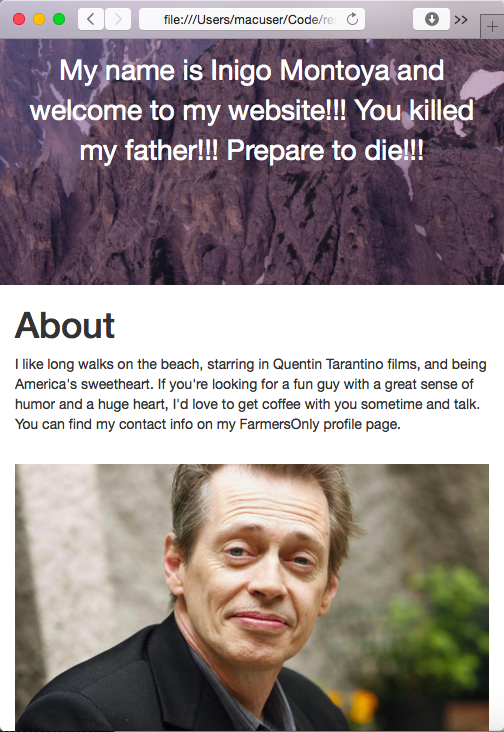 file:///Users/macuser/Code/re
My name is Inigo Montoya and
welcome to my website!!! You killed
my father!!! Prepare to die!!!
About
I like long walks on the beach, starring in Quentin Tarantino films, and being
America's sweetheart. If you're looking for a fun guy with a great sense of
humor and a huge heart, I'd love to get coffee with you sometime and talk.
You can find my contact info on my FarmersOnly profile page.